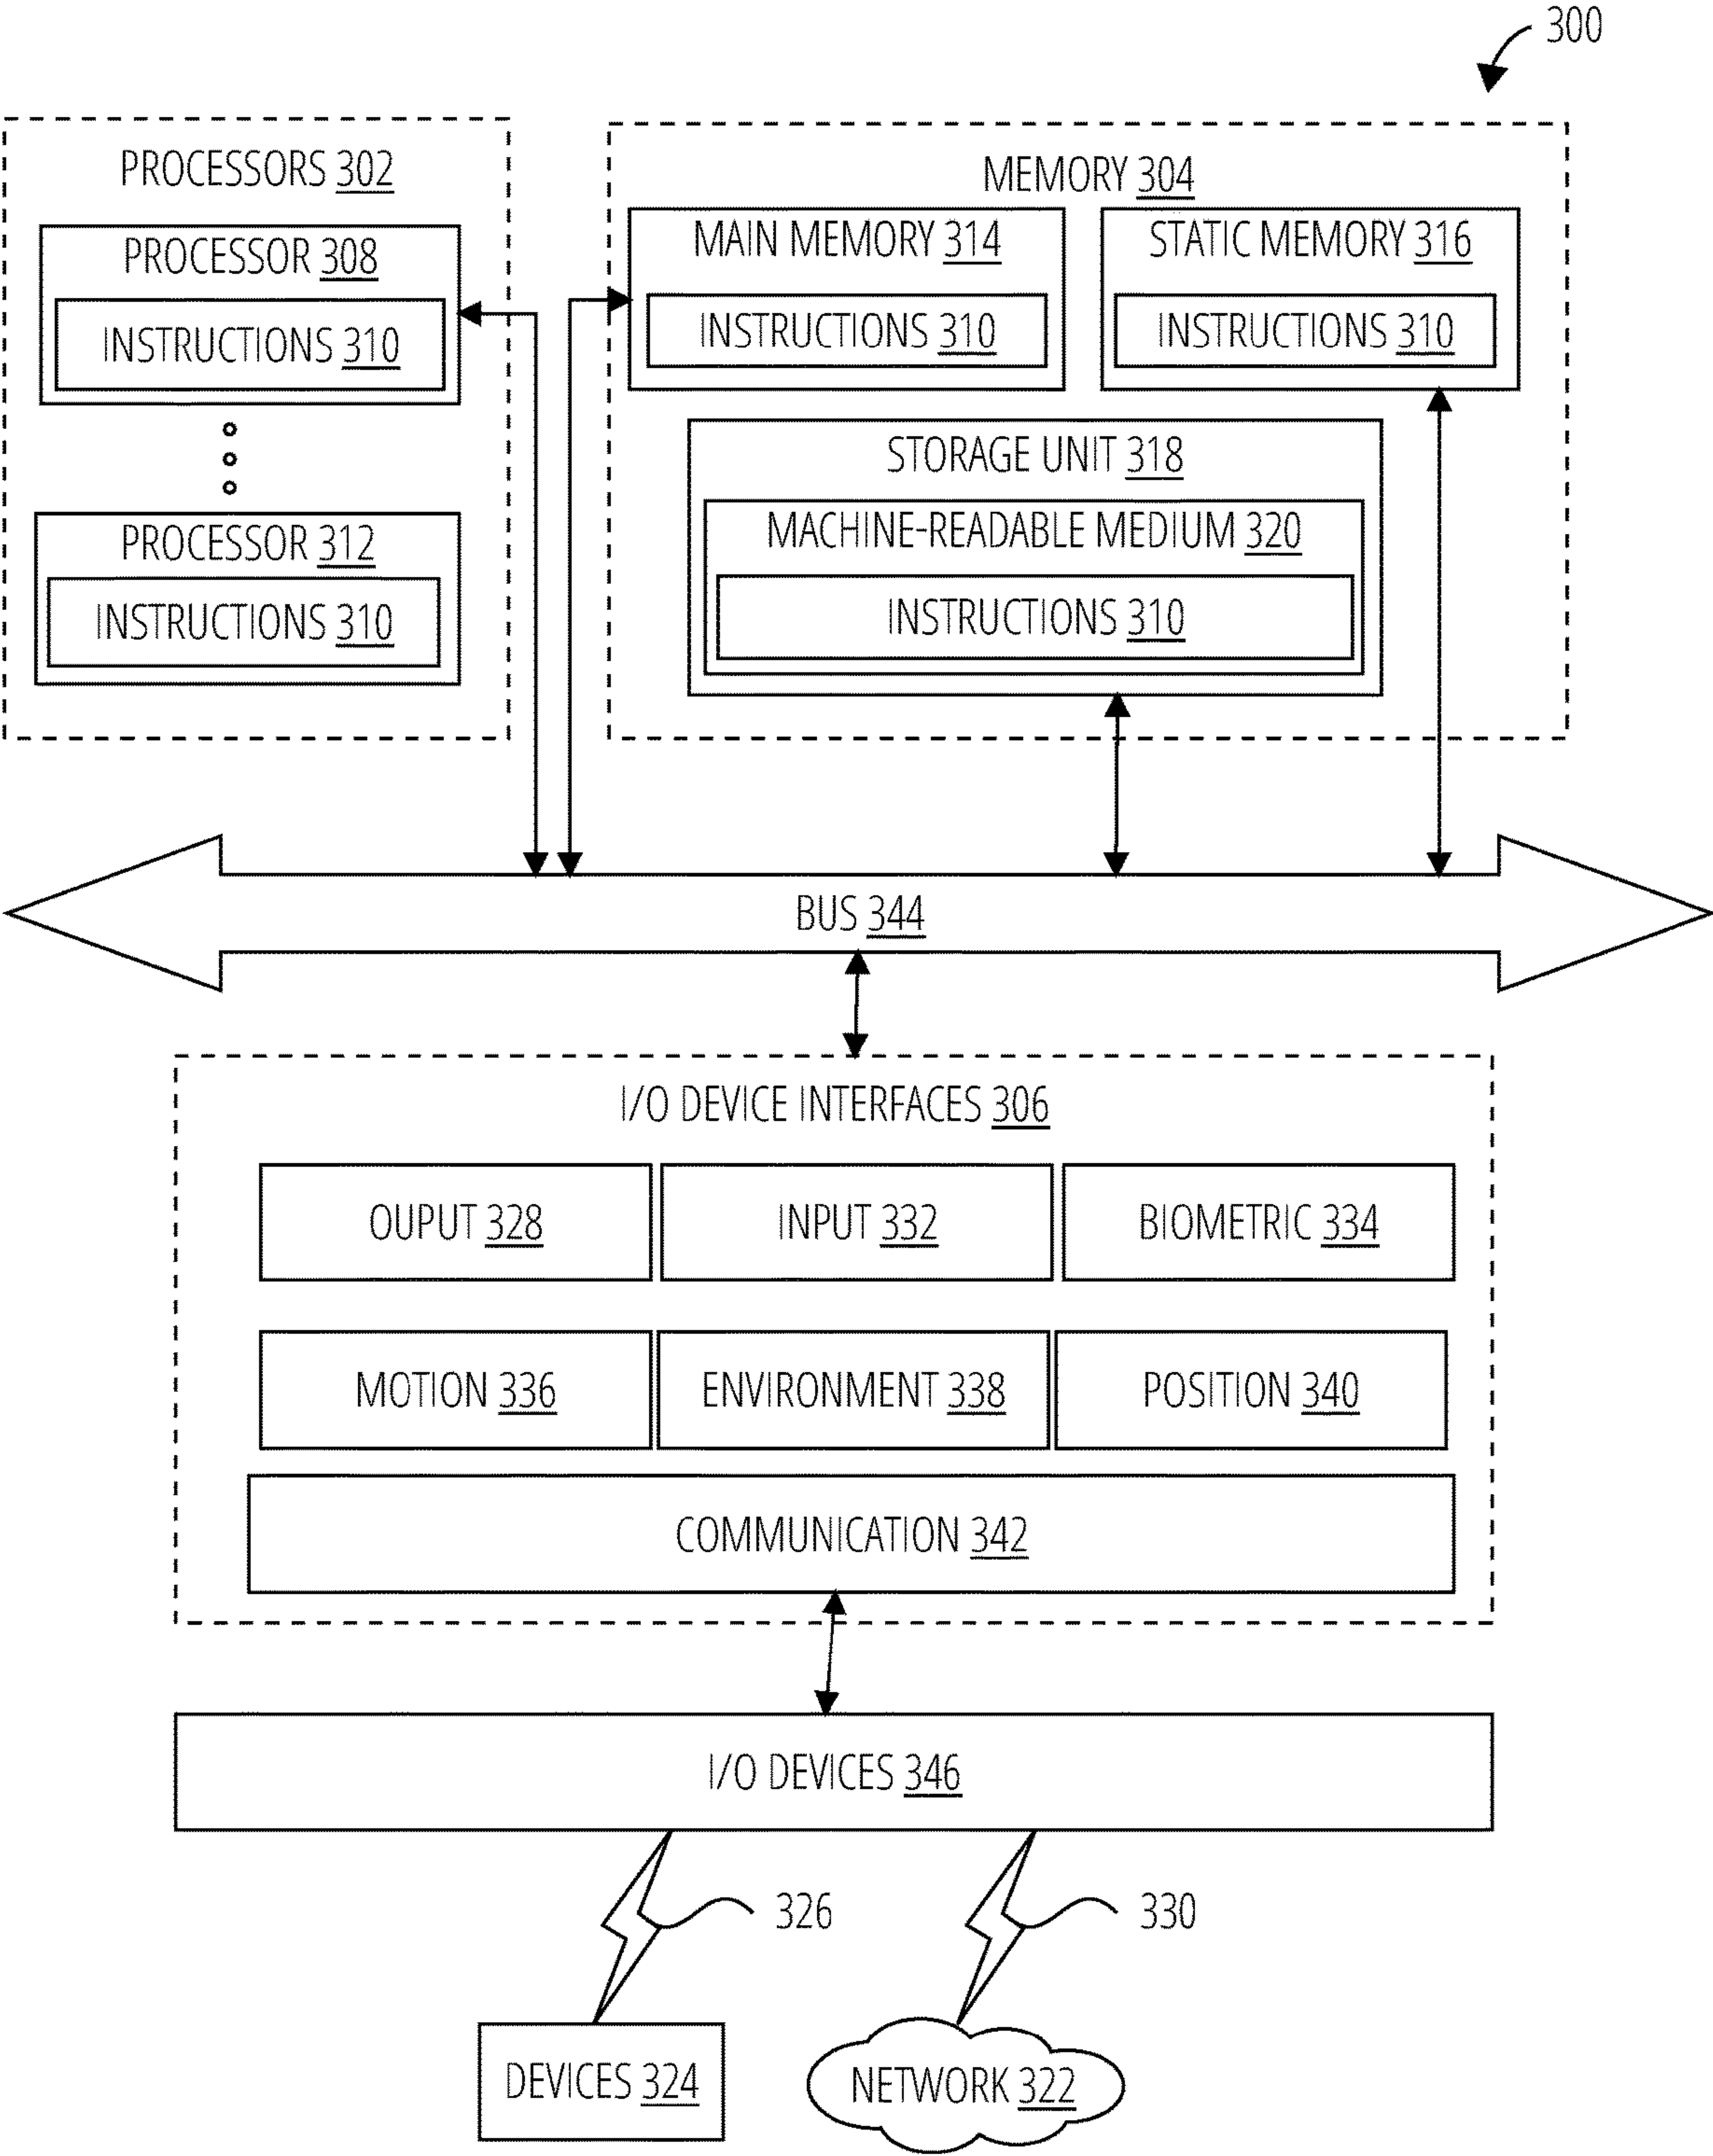 300
PROCESSORS 302
MEMORY 304
PROCESSOR 308
INSTRUCTIONS 310
MAIN MEMORY 314
INSTRUCTIONS 310
STATIC MEMORY 316
INSTRUCTIONS 310
PROCESSOR 312
INSTRUCTIONS 310
STORAGE UNIT 318
MACHINE-READABLE MEDIUM 320
INSTRUCTIONS 310
BUS 344
I/O DEVICE INTERFACES 306
OUPUT 328
INPUT 332
BIOMETRIC 334
MOTION 336
ENVIRONMENT 338
POSITION 340
COMMUNICATION 342
I/O DEVICES 346
326
330
DEVICES 324
NETWORK 322